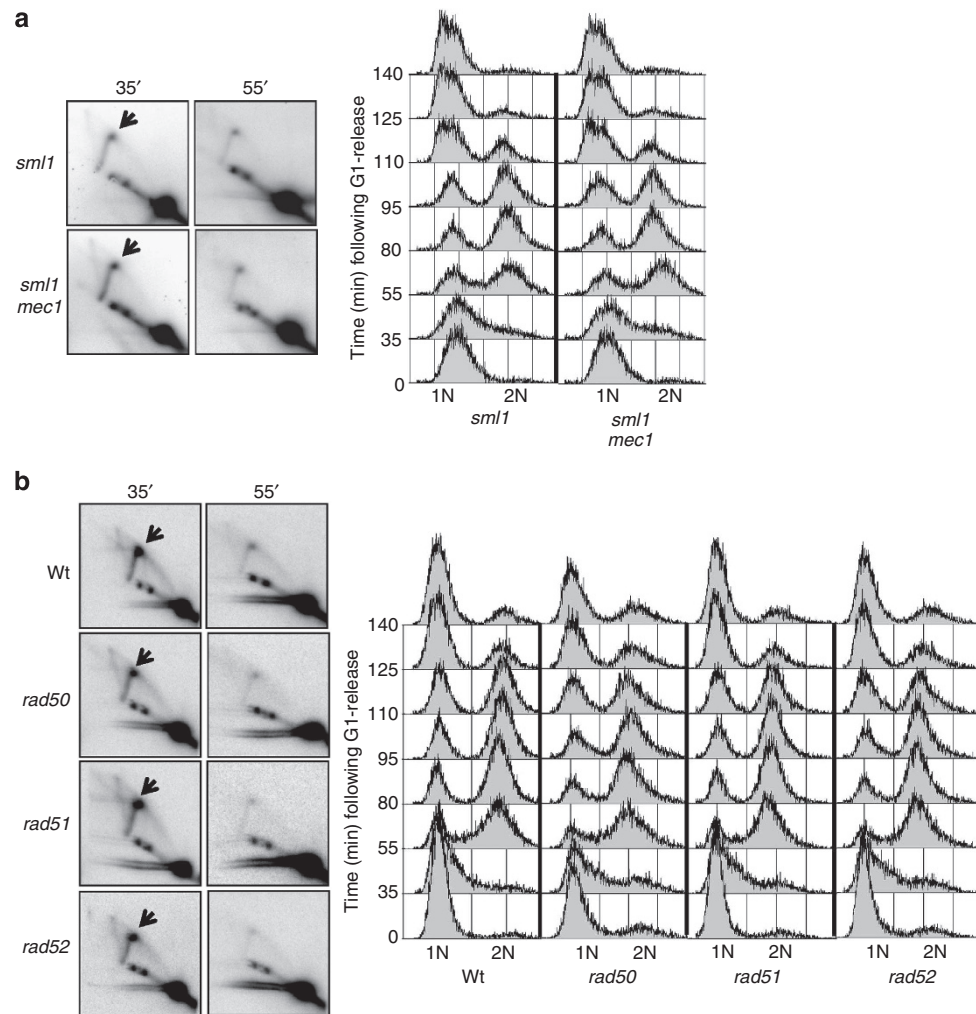 a
35′ 55′
sml1
sml1
mec1
Time (min) following G1-release
140
125
110
95
80
55
35
0
1N 2N 1N 2N
sml1 sml1
mec1
b
35′ 55′
Wt
rad50
rad51
rad52
Time (min) following G1-release
140
125
110
95
80
55
35
0
1N 2N 1N 2N 1N 2N 1N 2N
Wt rad50 rad51 rad52